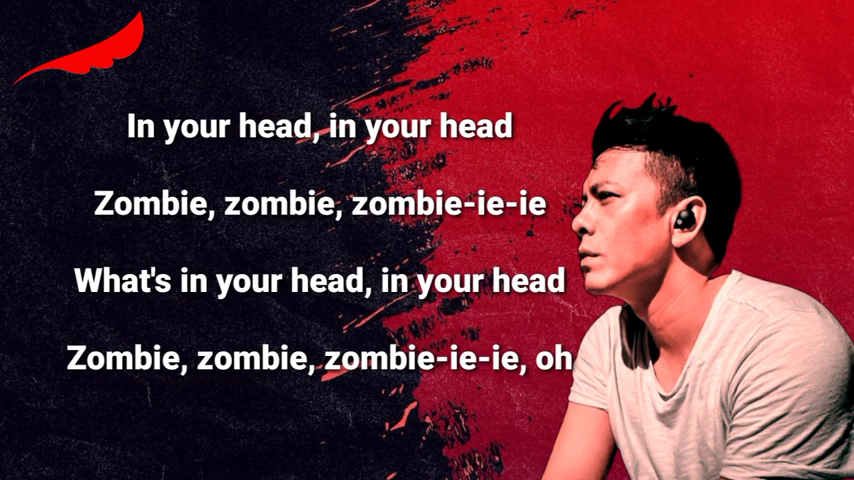 In your head, in your head
Zombie, zombie, zombie-ie-ie
What's in your head, in your head
Zombie, zombie, zombie-ie-ie, oh